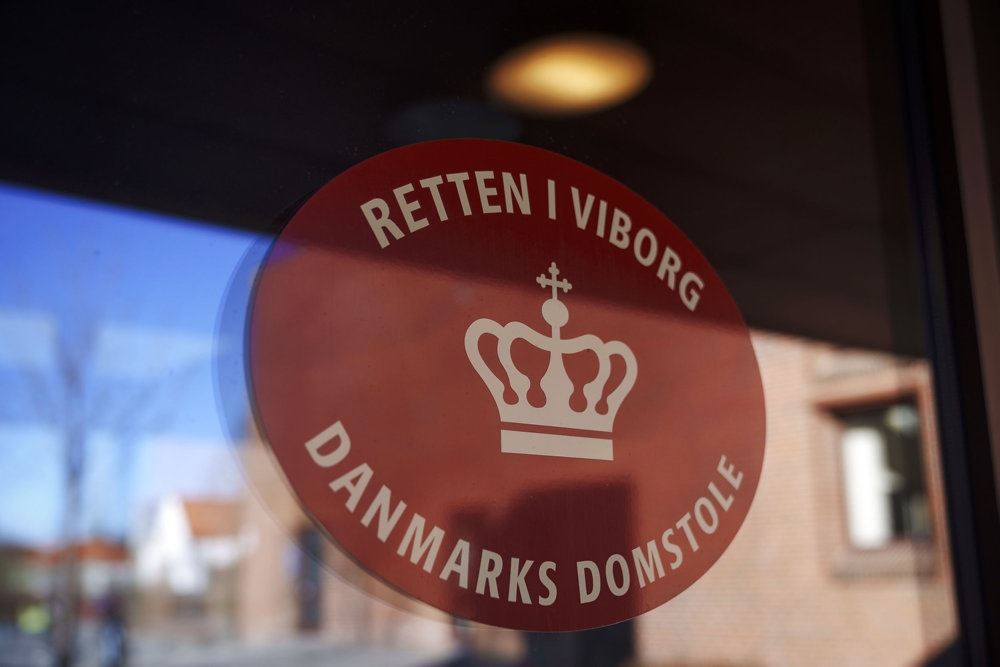 RETTEN I VIBORG
DANMARKS DOMSTOLE